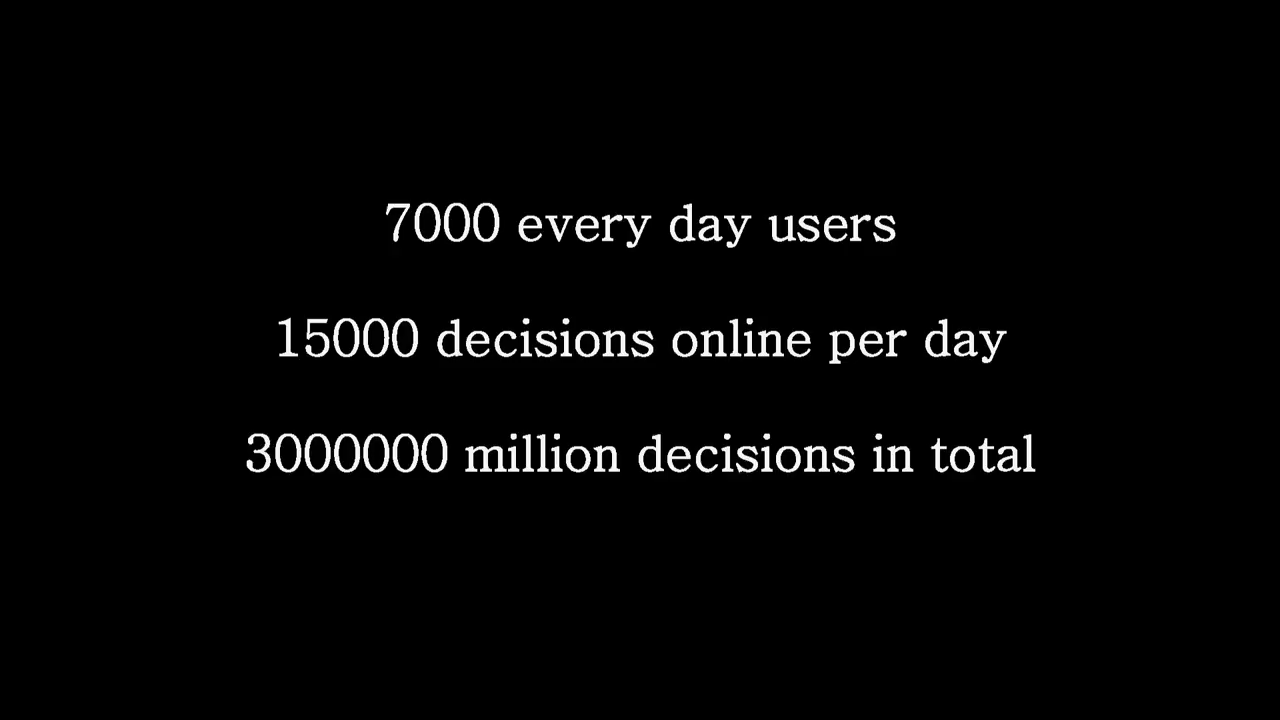 7000 every day users
15000 decisions online per day
3000000 million decisions in total